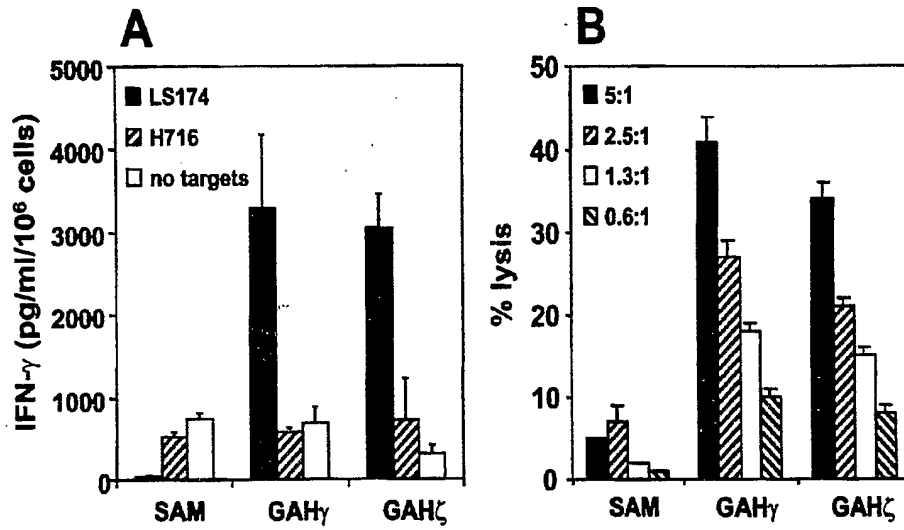 A
IFN-γ (pg/ml/10⁶ cells)
5000
4000
3000
2000
1000
0
LS174
H716
no targets
SAM
GAHγ
GAHζ
B
% lysis
50
40
30
20
10
0
5:1
2.5:1
1.3:1
0.6:1
SAM
GAHγ
GAHζ